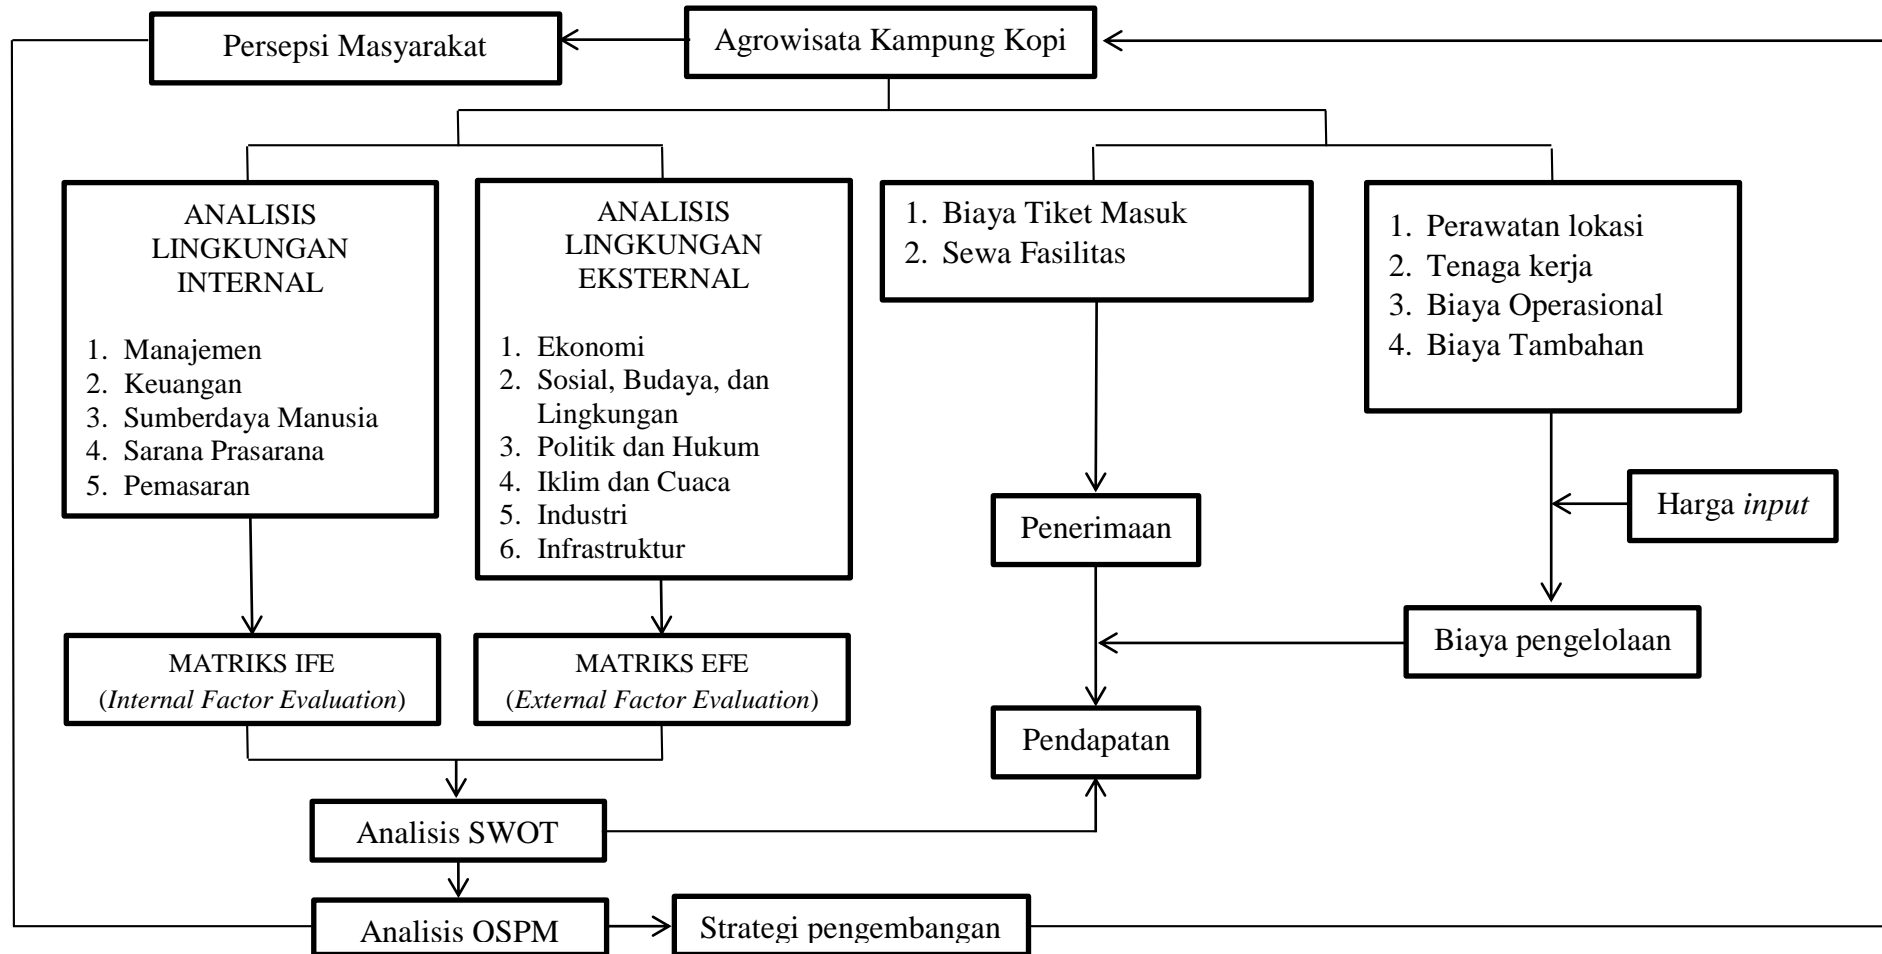 Persepsi Masyarakat
Agrowisata Kampung Kopi
ANALISIS
LINGKUNGAN
INTERNAL
1. Manajemen
2. Keuangan
3. Sumberdaya Manusia
4. Sarana Prasarana
5. Pemasaran
ANALISIS
LINGKUNGAN
EKSTERNAL
1. Ekonomi
2. Sosial, Budaya, dan
Lingkungan
3. Politik dan Hukum
4. Iklim dan Cuaca
5. Industri
6. Infrastruktur
1. Biaya Tiket Masuk
2. Sewa Fasilitas
1. Perawatan lokasi
2. Tenaga kerja
3. Biaya Operasional
4. Biaya Tambahan
Harga input
Penerimaan
Biaya pengelolaan
MATRIKS IFE
(Internal Factor Evaluation)
MATRIKS EFE
(External Factor Evaluation)
Pendapatan
Analisis SWOT
Analisis OSPM
Strategi pengembangan